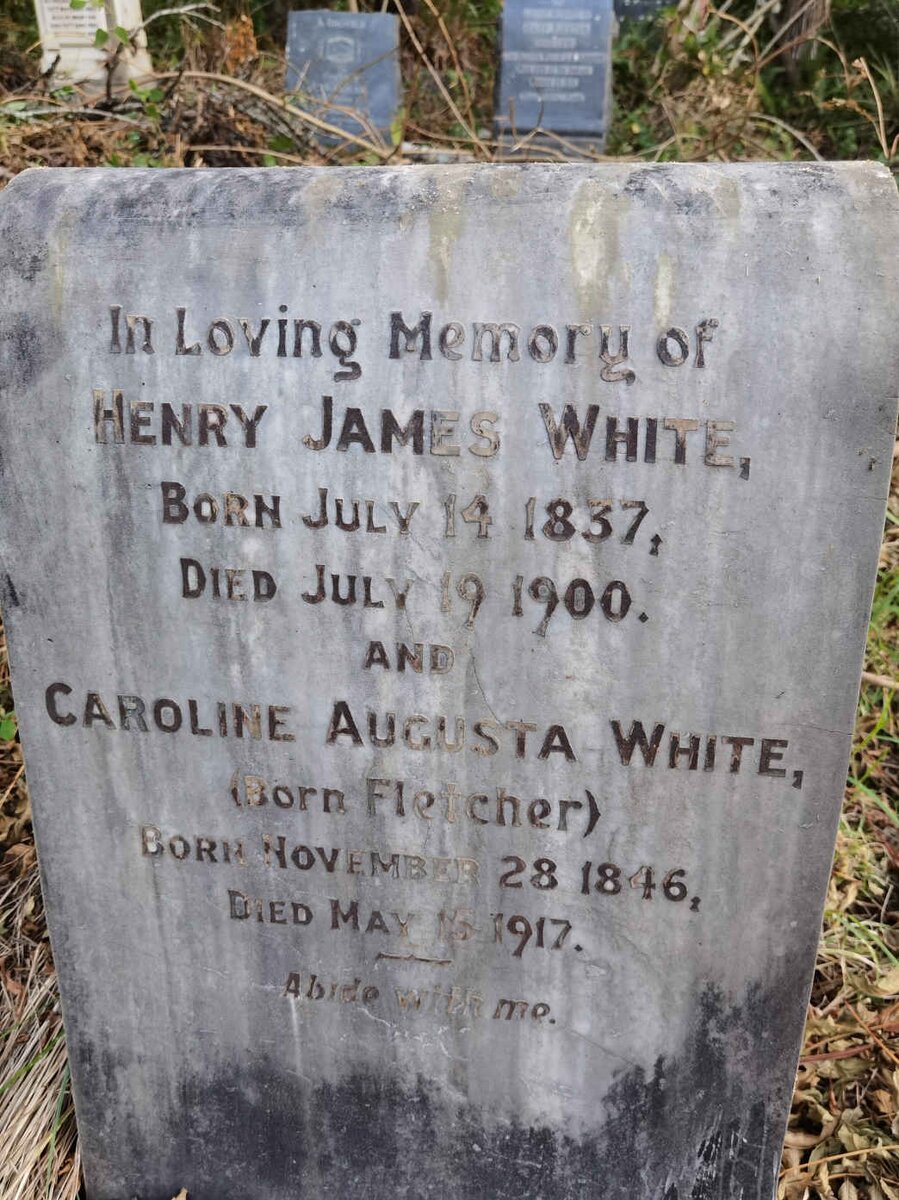 In Loving Memory of
HENRY JAMES WHITE,
BORN JULY 14 1837,
DIED JULY 19 1900.
AND
CAROLINE AUGUSTA WHITE,
(Born Fletcher)
BORN NOVEMBER 28 1846,
DIED MAY 15 1917.
Abide with me.